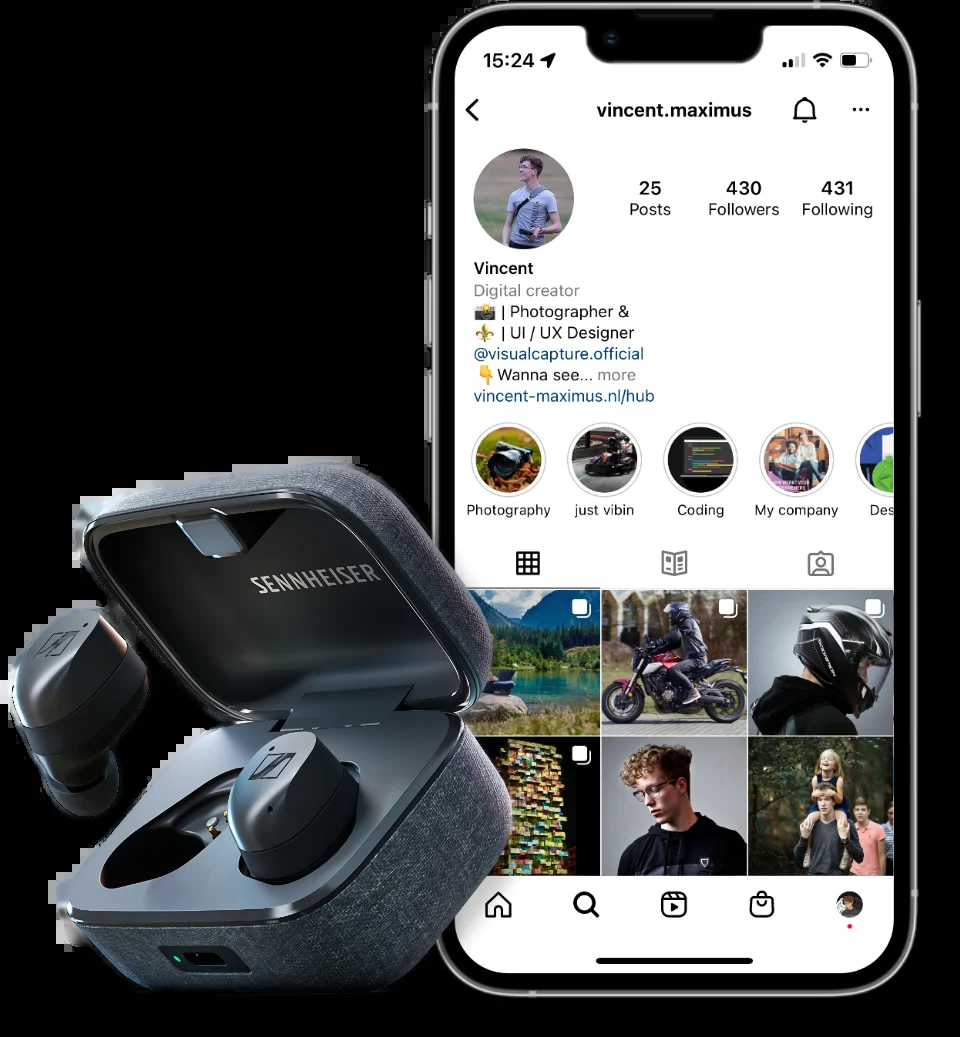 15:24
vincent.maximus
25 430 431
Posts Followers Following
Vincent
Digital creator
📸 | Photographer &
⚜️ | UI / UX Designer
@visualcapture.official
👇Wanna see... more
vincent-maximus.nl/hub
Photography just vibin Coding My company Des
SENNHEISER